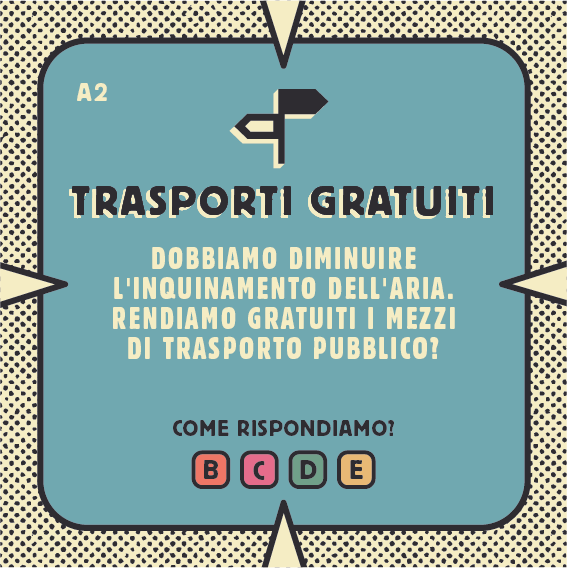 A2
TRASPORTI GRATUITI
DOBBIAMO DIMINUIRE
L'INQUINAMENTO DELL'ARIA.
RENDIAMO GRATUITI I MEZZI
DI TRASPORTO PUBBLICO?
COME RISPONDIAMO?
B C D E